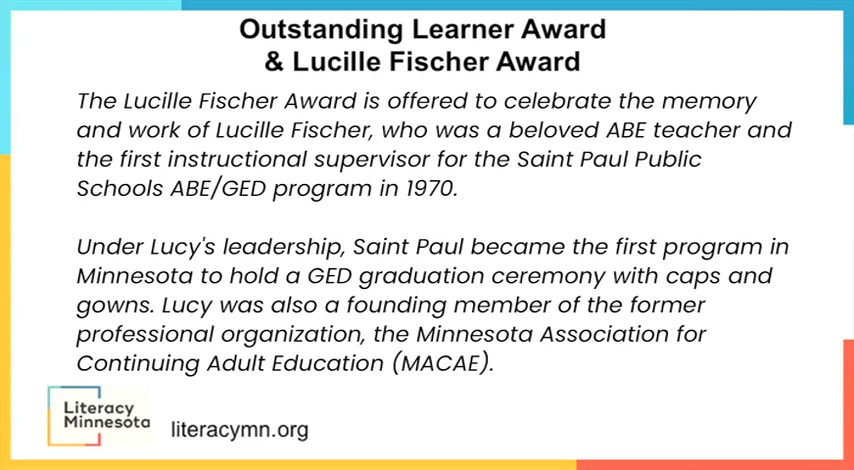 Outstanding Learner Award
& Lucille Fischer Award
The Lucille Fischer Award is offered to celebrate the memory
and work of Lucille Fischer, who was a beloved ABE teacher and
the first instructional supervisor for the Saint Paul Public
Schools ABE/GED program in 1970.
Under Lucy's leadership, Saint Paul became the first program in
Minnesota to hold a GED graduation ceremony with caps and
gowns. Lucy was also a founding member of the former
professional organization, the Minnesota Association for
Continuing Adult Education (MACAE).
Literacy
Minnesota
literacymn.org